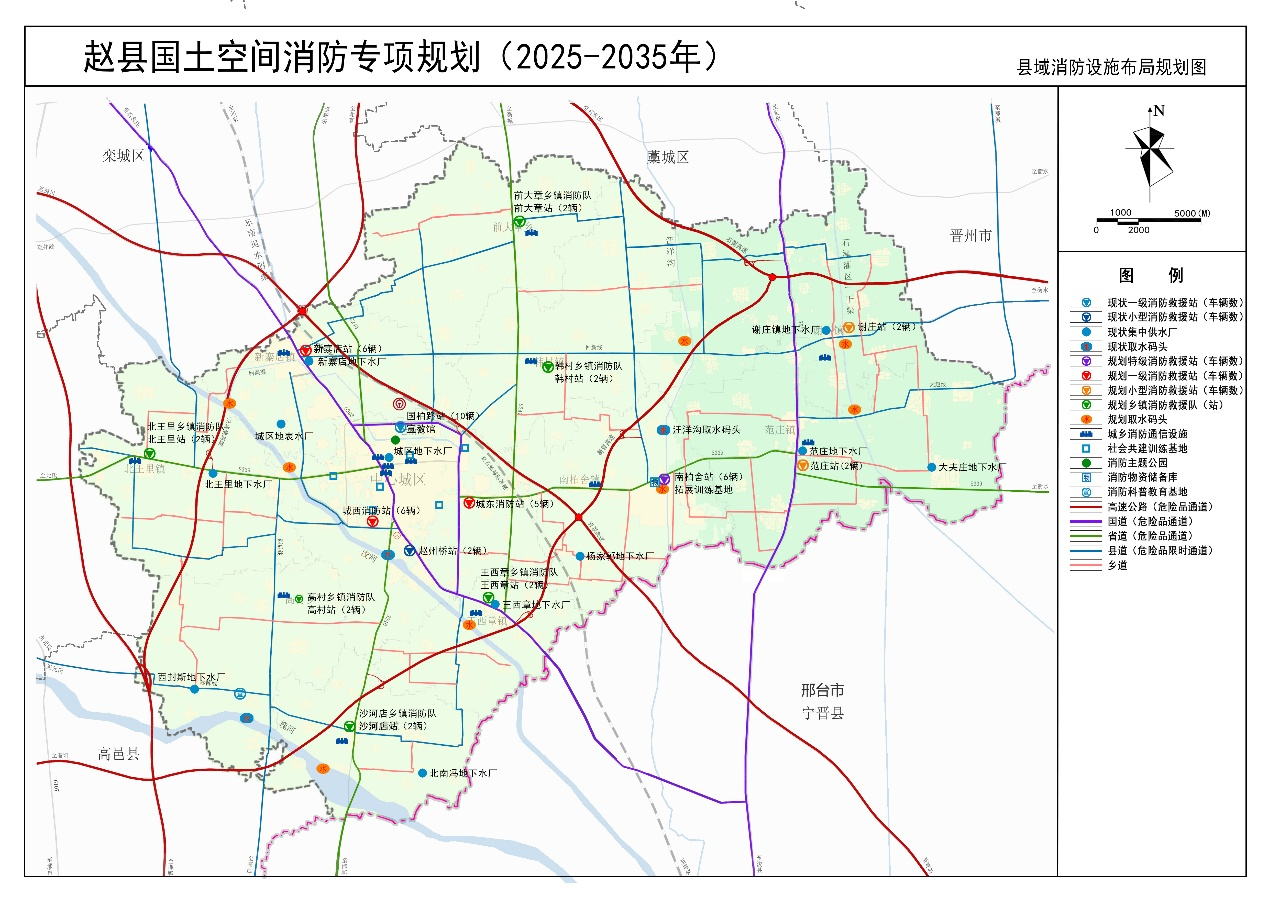 赵县国土空间消防专项规划（2025-2035年）
县域消防设施布局规划图
栾城区
藁城区
晋州市
前大章乡镇消防队
前大章站（2辆）
谢庄镇地下水厂
谢庄站（2辆）
新寨店站（6辆）
新寨店地下水厂
韩村乡镇消防队
韩村站（2辆）
国柏路站（10辆）
宣教馆
北王里乡镇消防队
北王里站（2辆）
城区地表水厂
城区地下水厂
汪洋沟取水码头
范庄镇
范庄地下水厂
范庄站（2辆）
大夫庄地下水厂
北王里镇
北王里地下水厂
中心城区
南柏舍镇
南柏舍站（6辆）
拓展训练基地
城西消防站（6辆）
城东消防站（5辆）
赵州桥站（2辆）
杨家郭地下水厂
王西章乡镇消防队
王西章站（2辆）
王西章地下水厂
高村乡镇消防队
高村站（2辆）
西封斯地下水厂
沙河店乡镇消防队
沙河店站（2辆）
北南冯地下水厂
高邑县
邢台市
宁晋县
N
1000
5000(M)
0
2000
图 例
现状一级消防救援站（车辆数）
现状小型消防救援站（车辆数）
现状集中供水厂
现状取水码头
规划特级消防救援站（车辆数）
规划一级消防救援站（车辆数）
规划小型消防救援站（车辆数）
规划乡镇消防救援队（站）
规划取水码头
城乡消防通信设施
社会共建训练基地
消防主题公园
消防物资储备库
消防科普教育基地
高速公路（危险品通道）
国道（危险品通道）
省道（危险品通道）
县道（危险品限时通道）
乡道